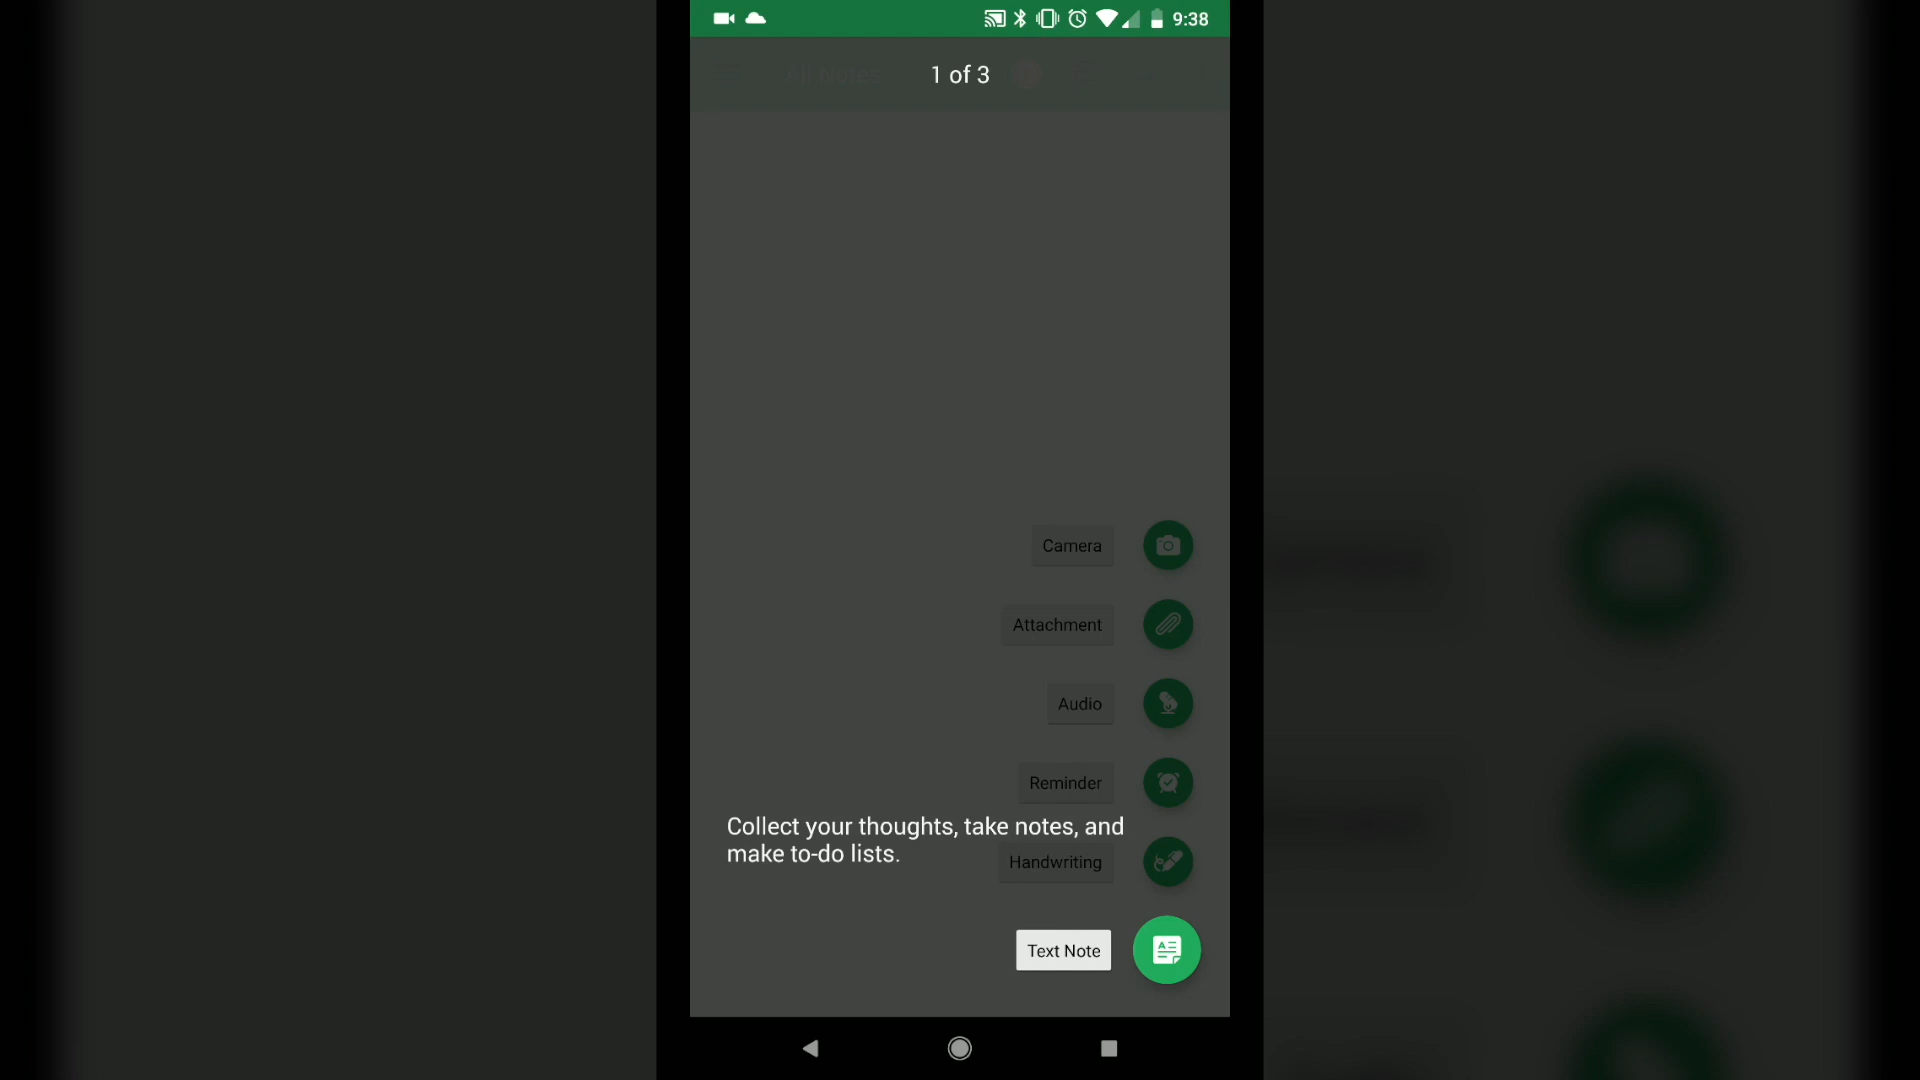 9:38
All Notes
1 of 3
Camera
Attachment
Audio
Reminder
Collect your thoughts, take notes, and
make to-do lists.
Handwriting
Text Note